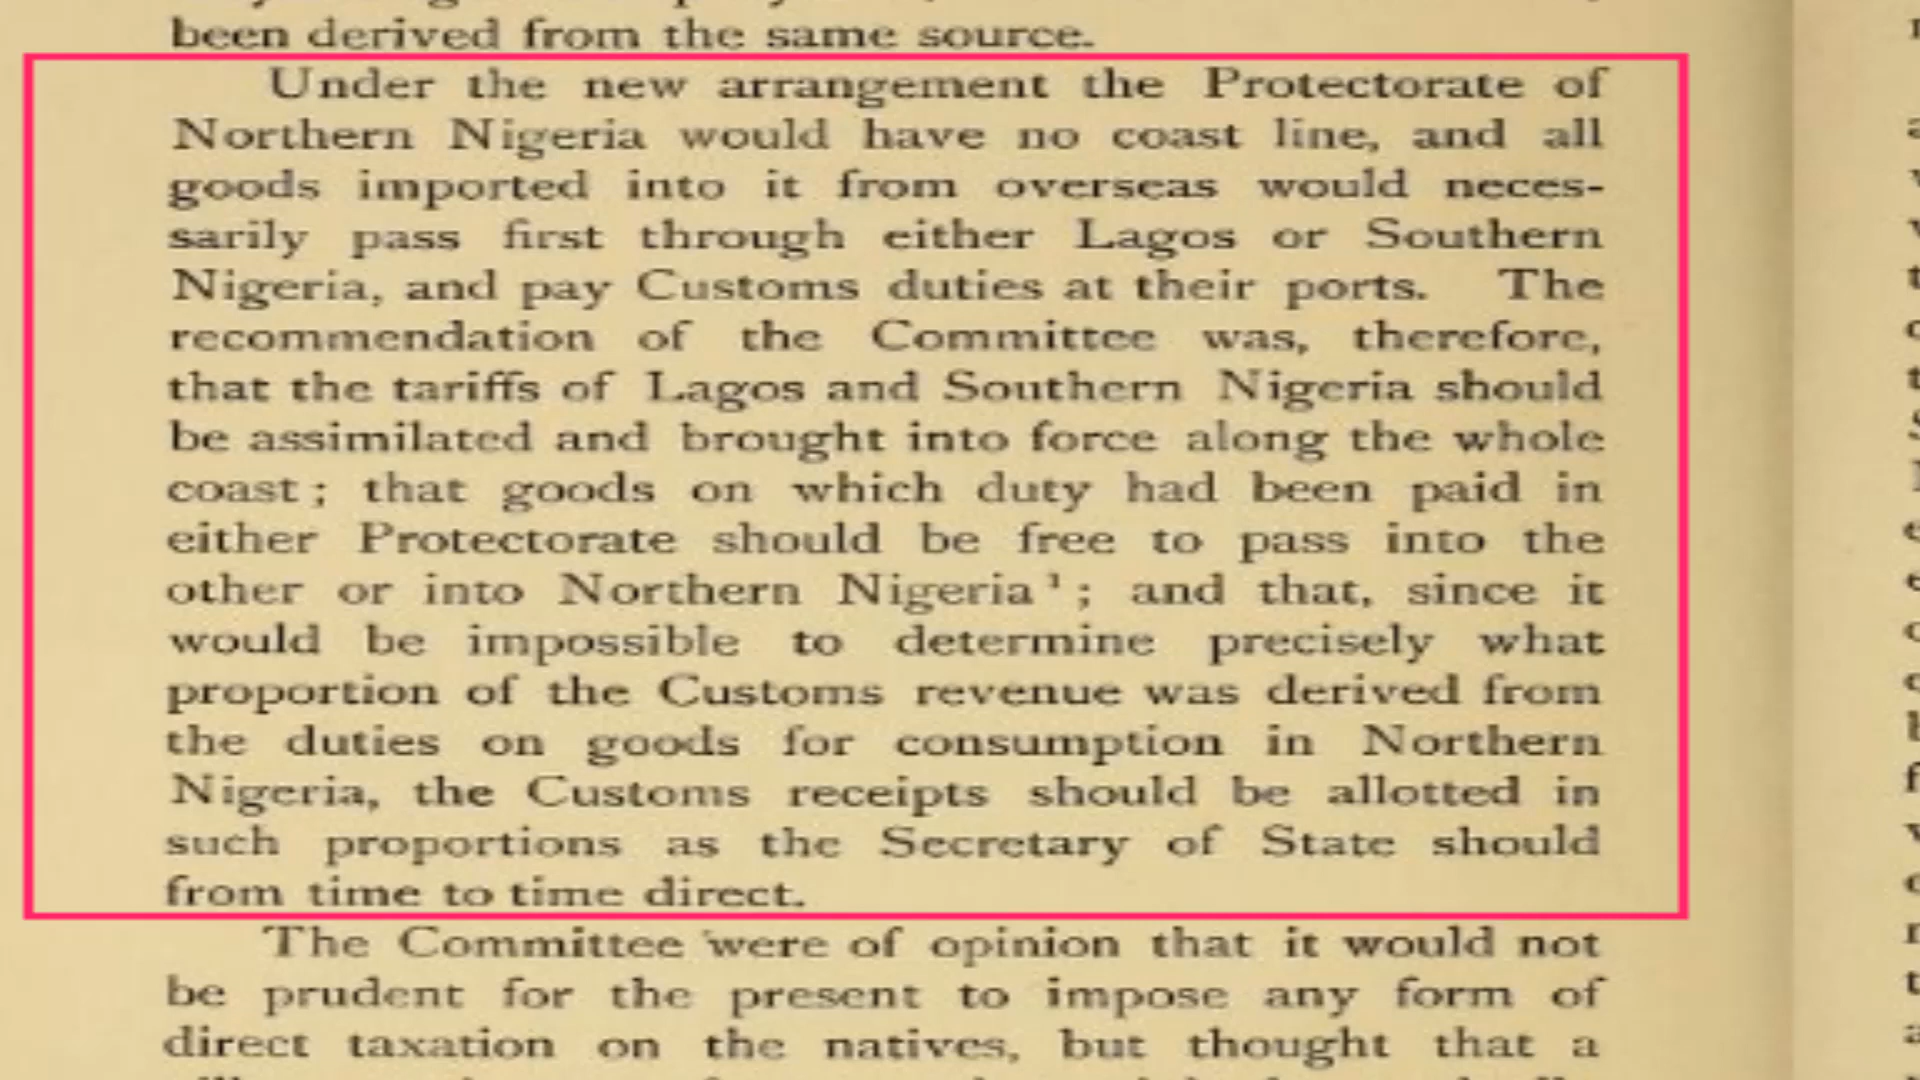 been derived from the same source.
Under the new arrangement the Protectorate of
Northern Nigeria would have no coast line, and all
goods imported into it from overseas would neces-
sarily pass first through either Lagos or Southern
Nigeria, and pay Customs duties at their ports. The
recommendation of the Committee was, therefore,
that the tariffs of Lagos and Southern Nigeria should
be assimilated and brought into force along the whole
coast ; that goods on which duty had been paid in
either Protectorate should be free to pass into the
other or into Northern Nigeria ¹ ; and that, since it
would be impossible to determine precisely what
proportion of the Customs revenue was derived from
the duties on goods for consumption in Northern
Nigeria, the Customs receipts should be allotted in
such proportions as the Secretary of State should
from time to time direct.
The Committee were of opinion that it would not
be prudent for the present to impose any form of
direct taxation on the natives, but thought that a